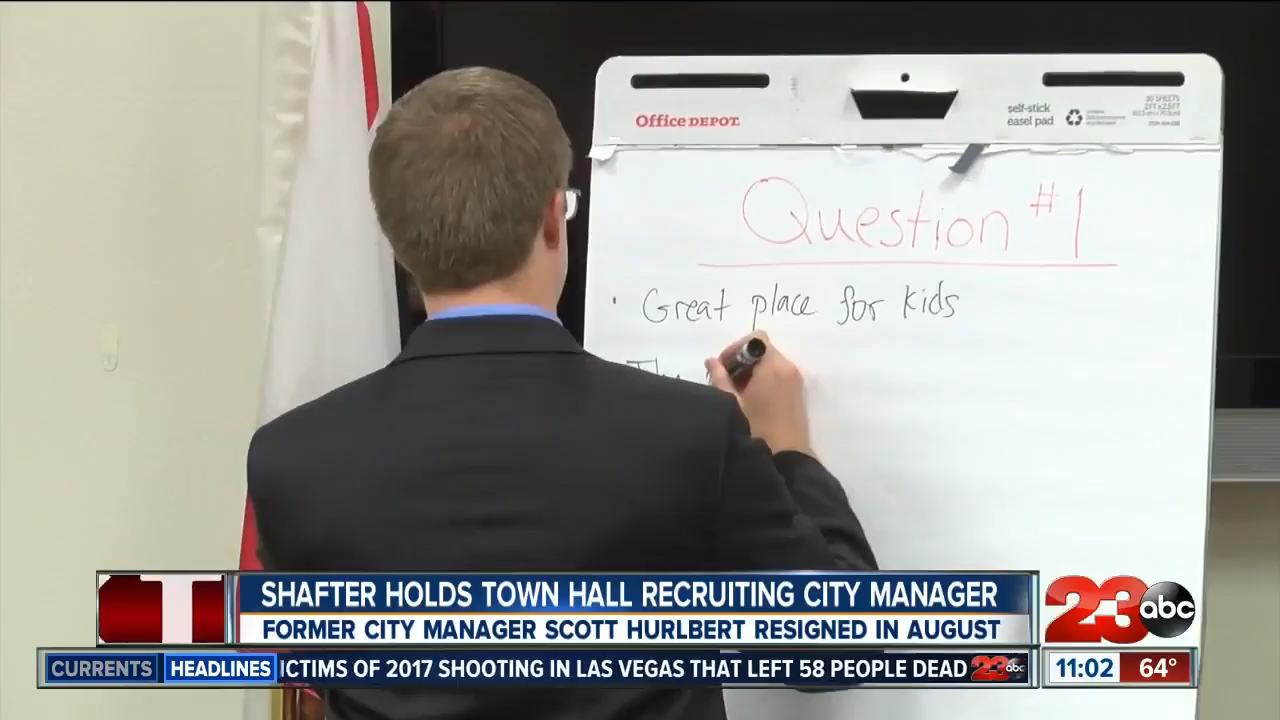 Office DEPOT.
self-stick
easel pad
Question #1
· Great place for kids
SHAFTER HOLDS TOWN HALL RECRUITING CITY MANAGER
FORMER CITY MANAGER SCOTT HURLBERT RESIGNED IN AUGUST
23 abc
CURRENTS HEADLINES ICTIMS OF 2017 SHOOTING IN LAS VEGAS THAT LEFT 58 PEOPLE DEAD 23 abc 11:02 64°